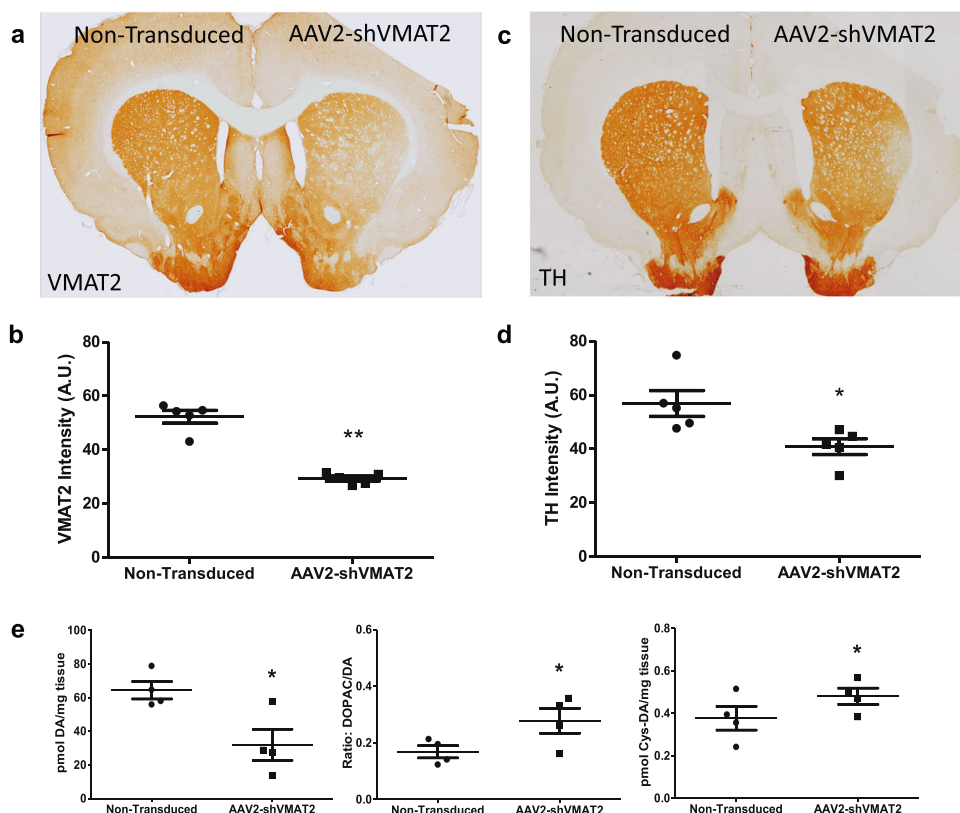 a
Non-Transduced AAV2-shVMAT2
VMAT2
c
Non-Transduced AAV2-shVMAT2
TH
b
VMAT2 Intensity (A.U.)
80
60
40
20
0
**
Non-Transduced AAV2-shVMAT2
d
TH Intensity (A.U.)
80
60
40
20
0
*
Non-Transduced AAV2-shVMAT2
e
pmol DA/mg tissue
100
80
60
40
20
0
*
Non-Transduced AAV2-shVMAT2
Ratio: DOPAC/DA
0.6
0.4
0.2
0.0
*
Non-Transduced AAV2-shVMAT2
pmol Cys-DA/mg tissue
0.8
0.6
0.4
0.2
0.0
*
Non-Transduced AAV2-shVMAT2